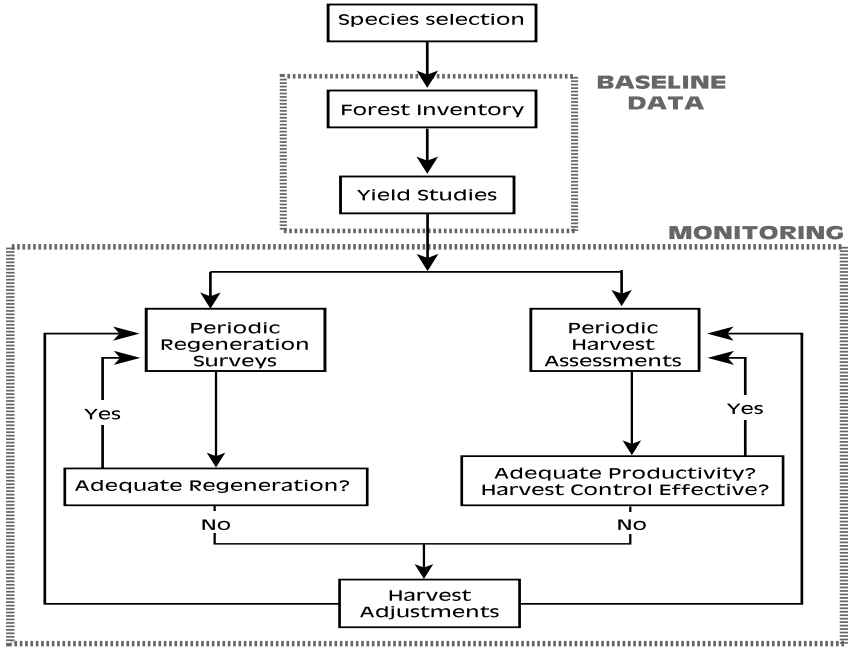 Species selection
BASELINE
DATA
Forest Inventory
Yield Studies
MONITORING
Periodic
Regeneration
Surveys
Periodic
Harvest
Assessments
Yes
Yes
Adequate Regeneration?
Adequate Productivity?
Harvest Control Effective?
No
No
Harvest
Adjustments